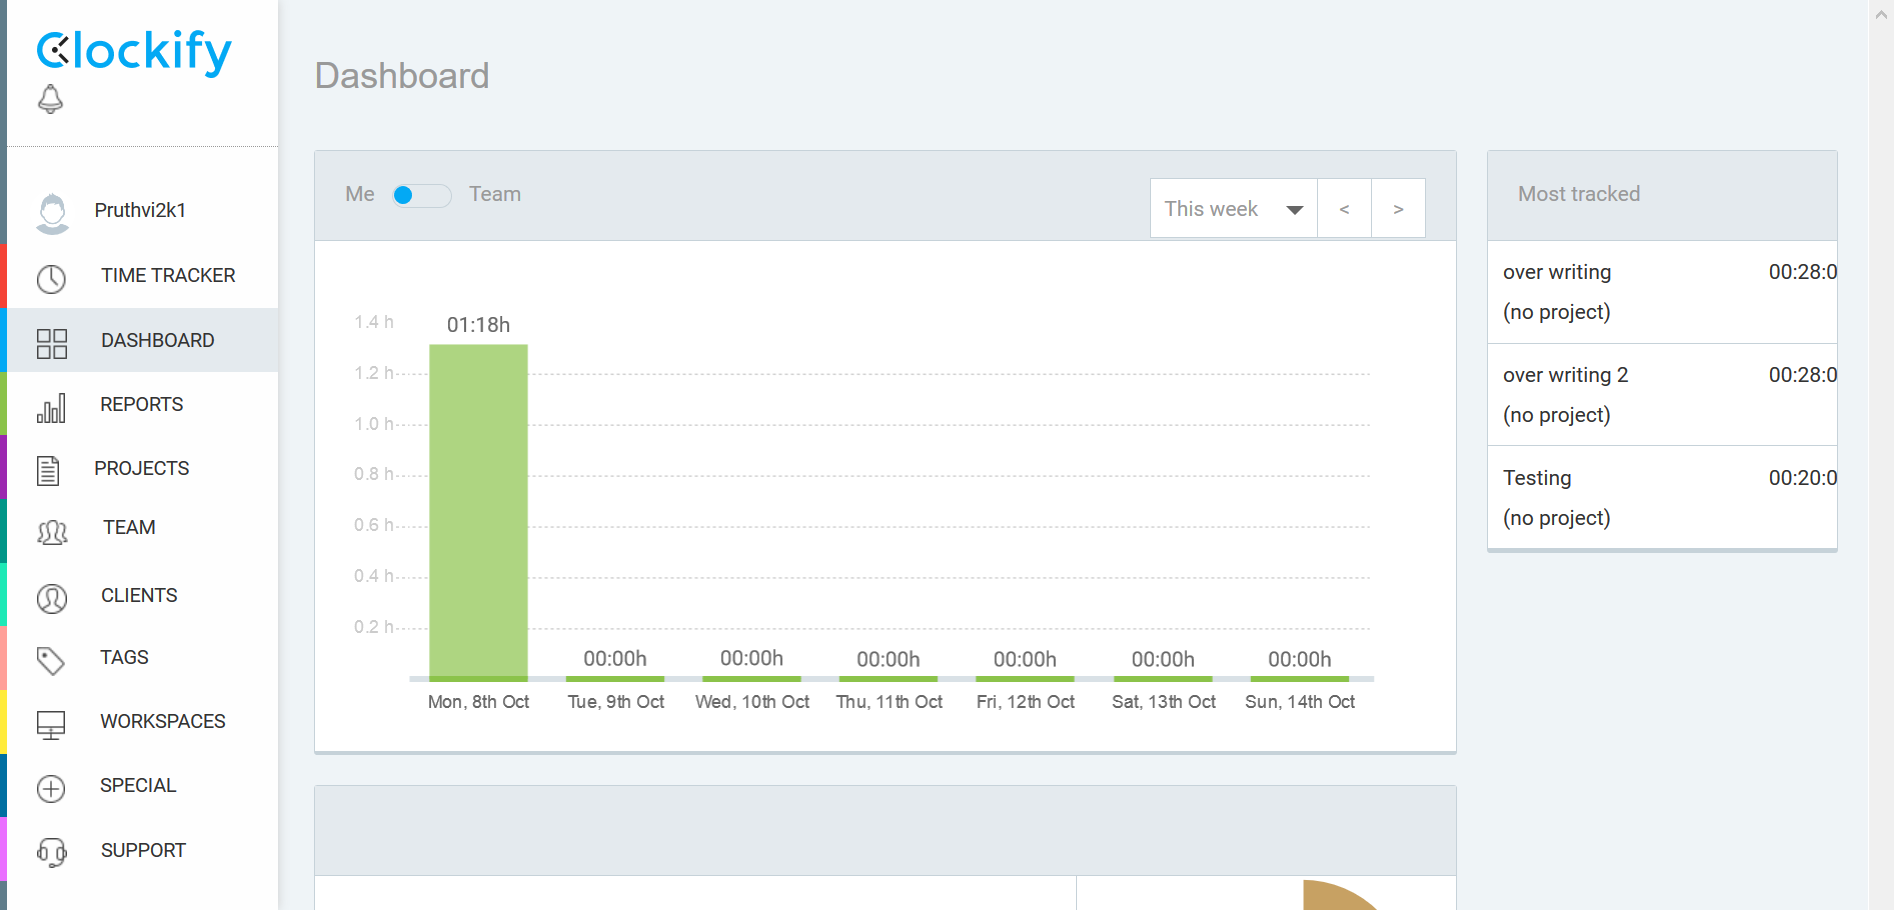 Clockify
Pruthvi2k1
TIME TRACKER
DASHBOARD
REPORTS
PROJECTS
TEAM
CLIENTS
TAGS
WORKSPACES
SPECIAL
SUPPORT
Dashboard
Me Team
This week < >
1.4 h
1.2 h
1.0 h
0.8 h
0.6 h
0.4 h
0.2 h
01:18h 00:00h 00:00h 00:00h 00:00h 00:00h 00:00h
Mon, 8th Oct Tue, 9th Oct Wed, 10th Oct Thu, 11th Oct Fri, 12th Oct Sat, 13th Oct Sun, 14th Oct
Most tracked
over writing 00:28:0
(no project)
over writing 2 00:28:0
(no project)
Testing 00:20:0
(no project)